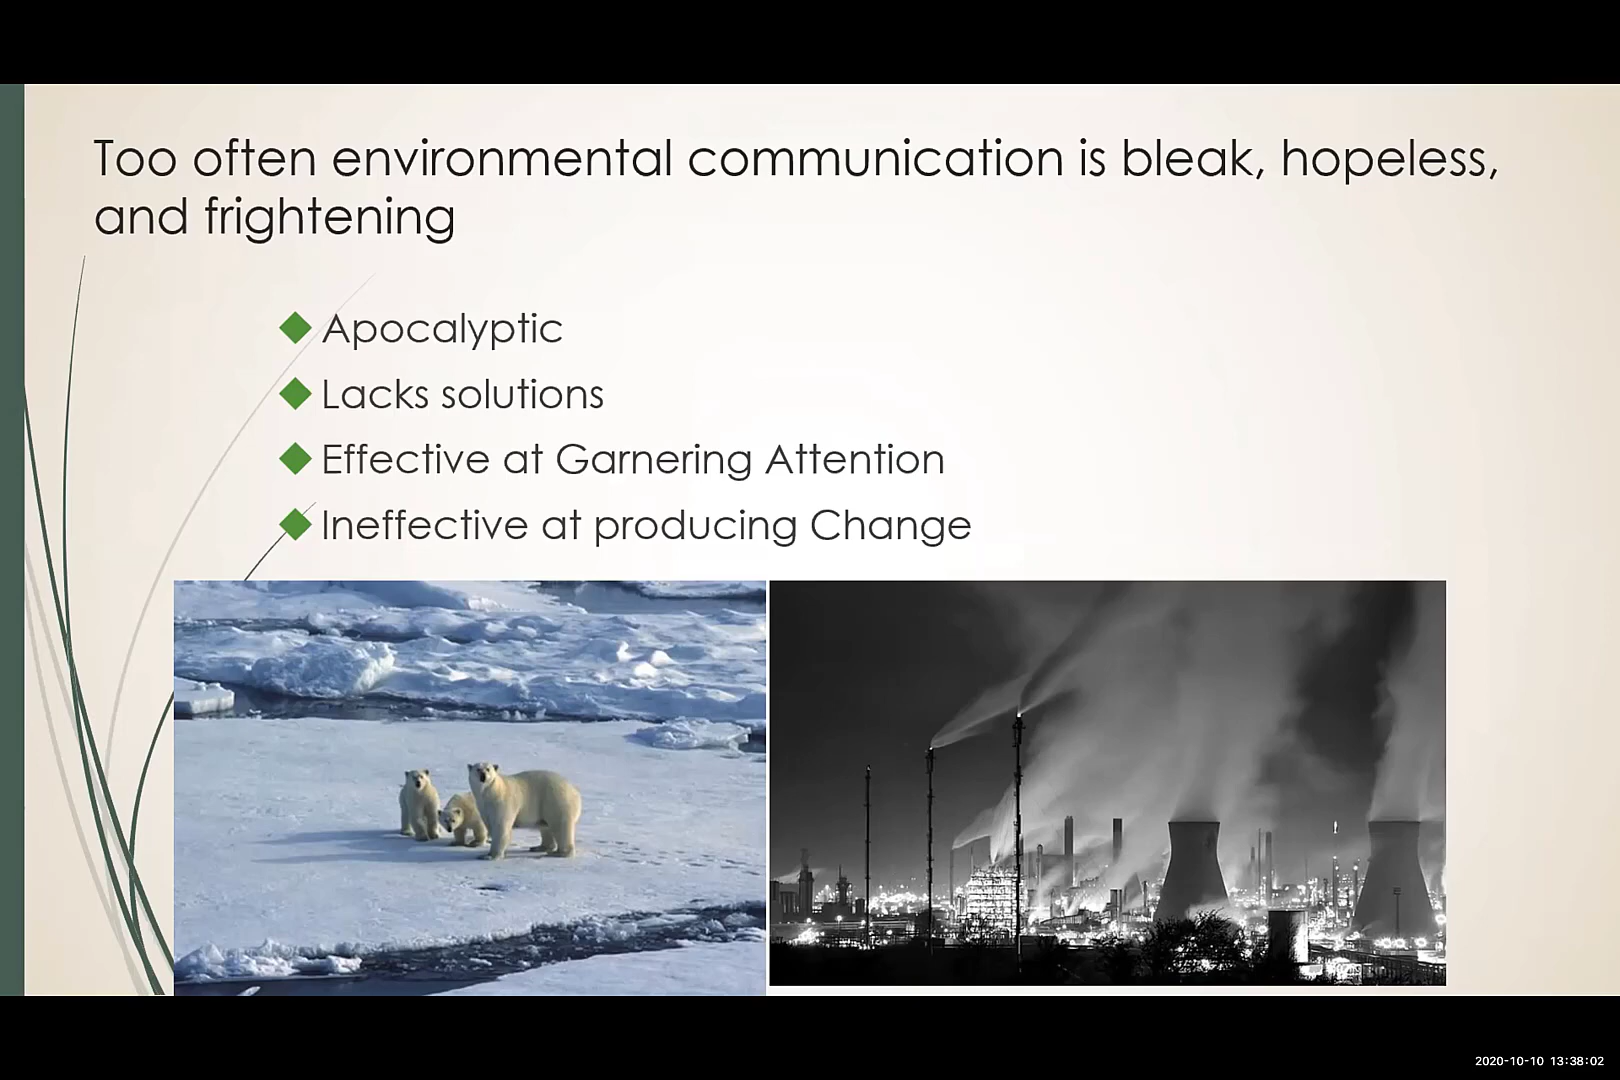 Too often environmental communication is bleak, hopeless,
and frightening
Apocalyptic
Lacks solutions
Effective at Garnering Attention
Ineffective at producing Change
2020-10-10 13:38:02